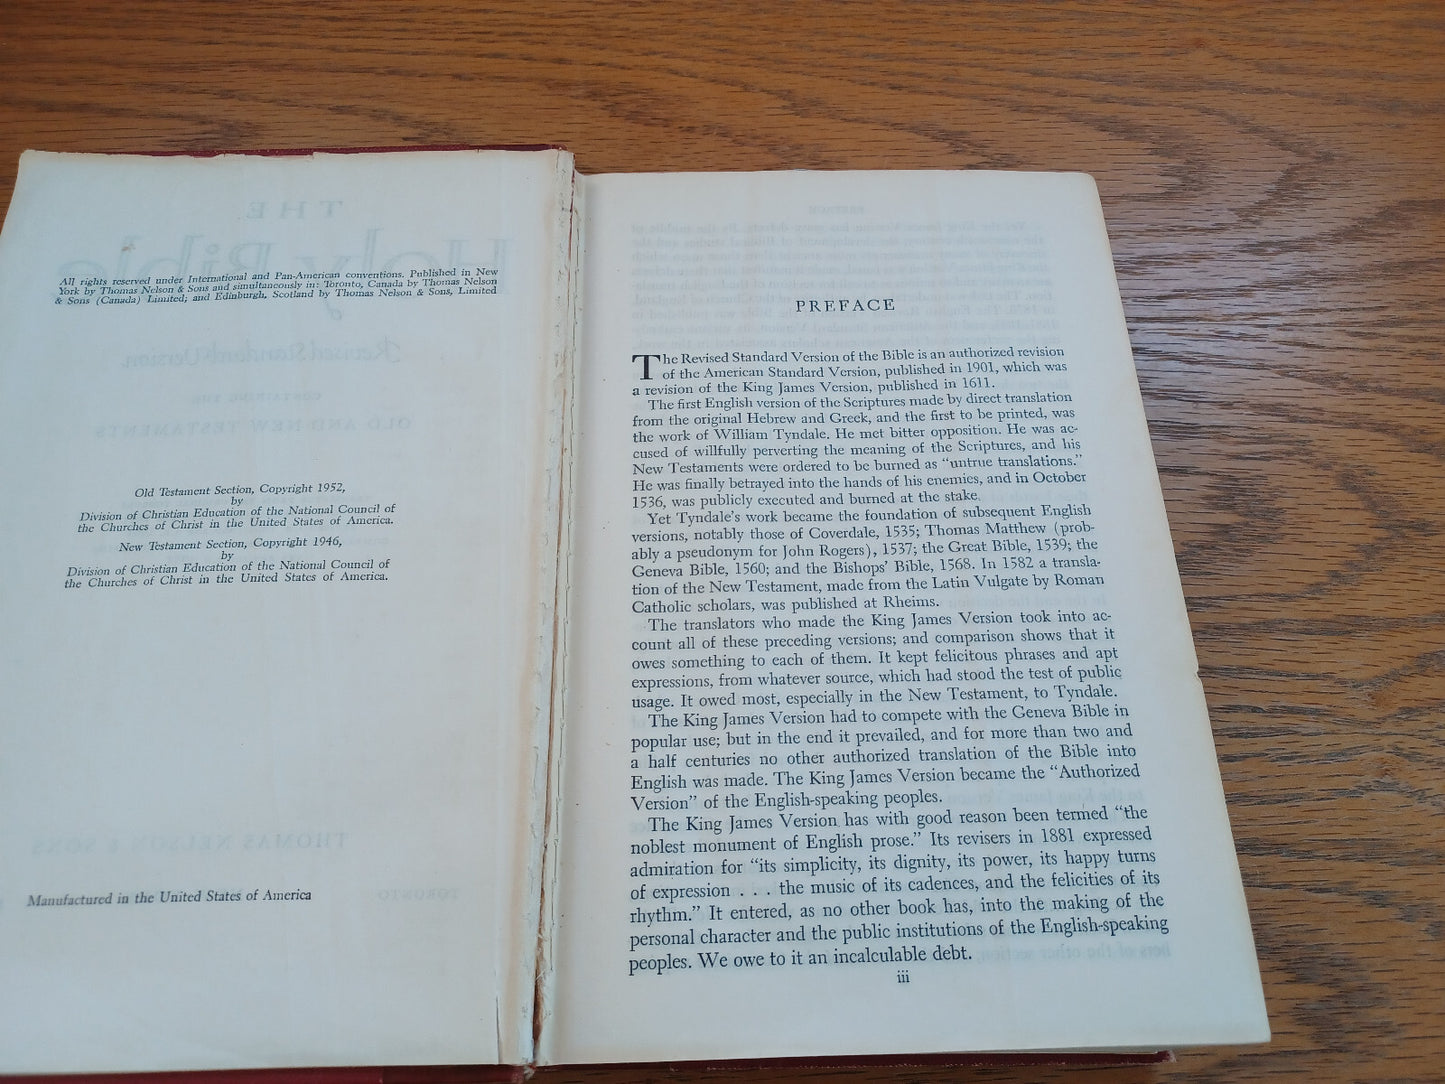 All rights reserved under International and Pan-American conventions. Published in New
York by Thomas Nelson & Sons and simultaneously in: Toronto, Canada by Thomas Nelson
& Sons (Canada) Limited; and Edinburgh, Scotland by Thomas Nelson & Sons, Limited
Old Testament Section, Copyright 1952,
by
Division of Christian Education of the National Council of
the Churches of Christ in the United States of America.
New Testament Section, Copyright 1946,
by
Division of Christian Education of the National Council of
the Churches of Christ in the United States of America.
Manufactured in the United States of America
THE
Holy Bible
Revised Standard Version
CONTAINING THE
OLD AND NEW TESTAMENTS
THOMAS NELSON & SONS
TORONTO
PREFACE
The Revised Standard Version of the Bible is an authorized revision
of the American Standard Version, published in 1901, which was
a revision of the King James Version, published in 1611.
The first English version of the Scriptures made by direct translation
from the original Hebrew and Greek, and the first to be printed, was
the work of William Tyndale. He met bitter opposition. He was ac-
cused of willfully perverting the meaning of the Scriptures, and his
New Testaments were ordered to be burned as "untrue translations."
He was finally betrayed into the hands of his enemies, and in October
1536, was publicly executed and burned at the stake.
Yet Tyndale's work became the foundation of subsequent English
versions, notably those of Coverdale, 1535; Thomas Matthew (prob-
ably a pseudonym for John Rogers), 1537; the Great Bible, 1539; the
Geneva Bible, 1560; and the Bishops' Bible, 1568. In 1582 a transla-
tion of the New Testament, made from the Latin Vulgate by Roman
Catholic scholars, was published at Rheims.
The translators who made the King James Version took into ac-
count all of these preceding versions; and comparison shows that it
owes something to each of them. It kept felicitous phrases and apt
expressions, from whatever source, which had stood the test of public
usage. It owed most, especially in the New Testament, to Tyndale.
The King James Version had to compete with the Geneva Bible in
popular use; but in the end it prevailed, and for more than two and
a half centuries no other authorized translation of the Bible into
English was made. The King James Version became the "Authorized
Version" of the English-speaking peoples.
The King James Version has with good reason been termed "the
noblest monument of English prose." Its revisers in 1881 expressed
admiration for "its simplicity, its dignity, its power, its happy turns
of expression . . . the music of its cadences, and the felicities of its
rhythm." It entered, as no other book has, into the making of the
personal character and the public institutions of the English-speaking
peoples. We owe to it an incalculable debt.
iii